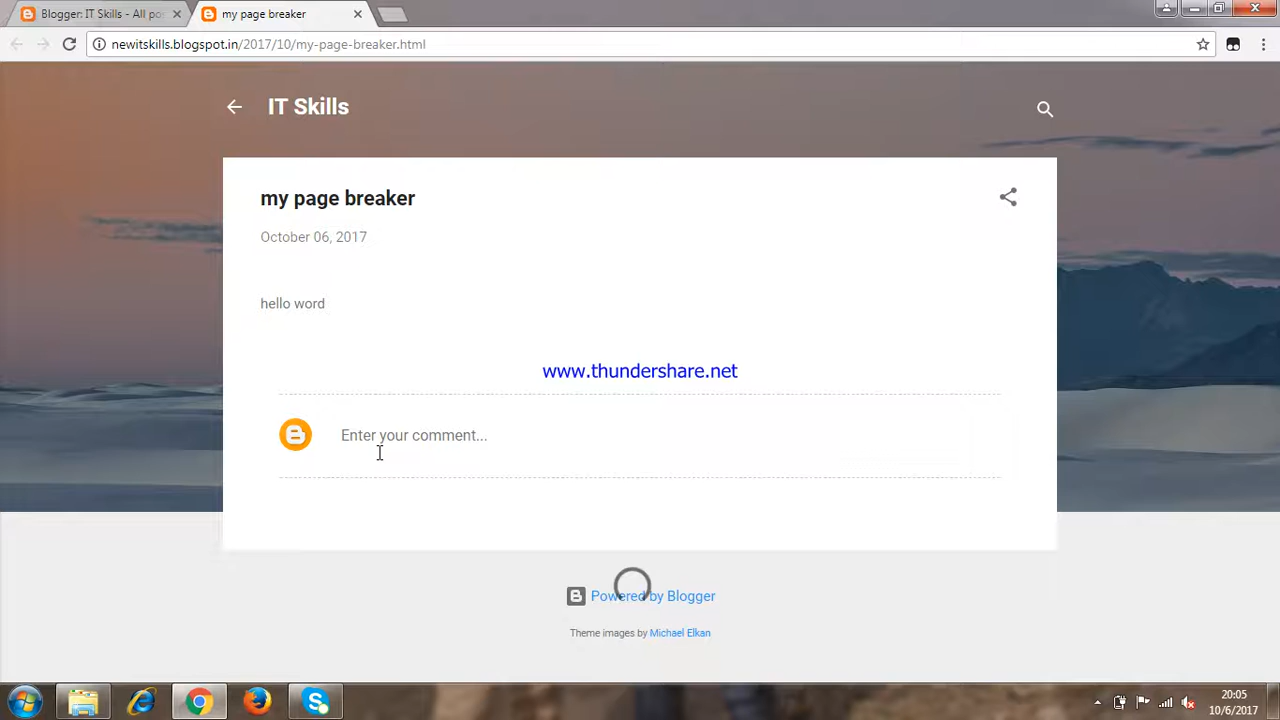 Blogger: IT Skills - All po
my page breaker
newitskills.blogspot.in/2017/10/my-page-breaker.html
IT Skills
my page breaker
October 06, 2017
hello word
www.thundershare.net
Enter your comment...
Powered by Blogger
Theme images by Michael Elkan
20:05
10/6/2017